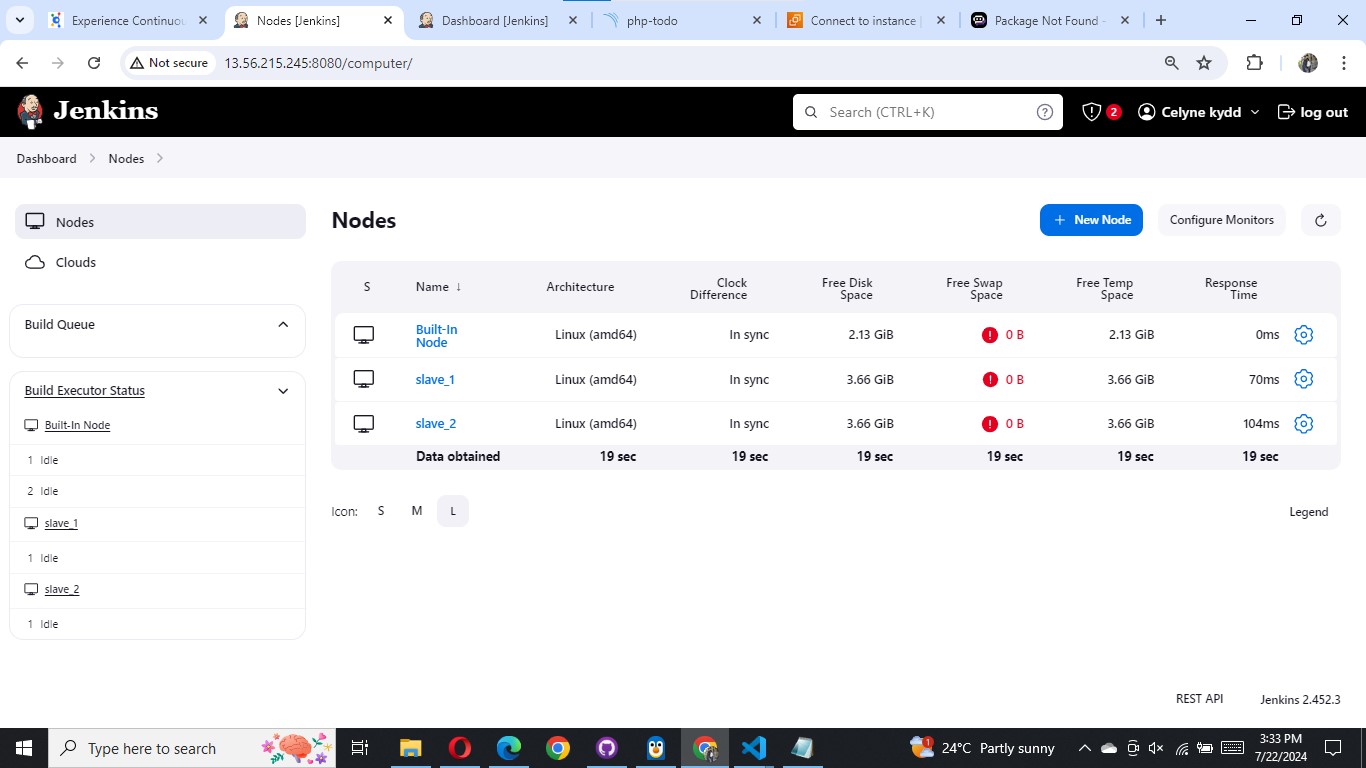 Experience Continuou
Nodes [Jenkins]
Dashboard [Jenkins]
php-todo
Connect to instance
Package Not Found -
Not secure
13.56.215.245:8080/computer/
Jenkins
Search (CTRL+K)
2
Celyne kydd
log out
Dashboard
Nodes
Nodes
Clouds
Build Queue
Build Executor Status
Built-In Node
1 Idle
2 Idle
slave_1
1 Idle
slave_2
1 Idle
Nodes
+ New Node
Configure Monitors
S Name ↓ Architecture Clock Difference Free Disk Space Free Swap Space Free Temp Space Response Time
Built-In Node Linux (amd64) In sync 2.13 GiB 0 B 2.13 GiB 0ms
slave_1 Linux (amd64) In sync 3.66 GiB 0 B 3.66 GiB 70ms
slave_2 Linux (amd64) In sync 3.66 GiB 0 B 3.66 GiB 104ms
Data obtained 19 sec 19 sec 19 sec 19 sec 19 sec 19 sec
Icon: S M L
Legend
REST API
Jenkins 2.452.3
Type here to search
1
24°C Partly sunny
3:33 PM
7/22/2024